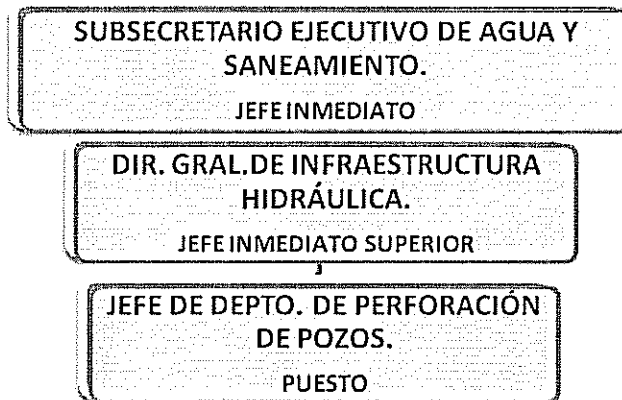 SUBSECRETARIO EJECUTIVO DE AGUA Y
SANEAMIENTO.
JEFE INMEDIATO
DIR. GRAL.DE INFRAESTRUCTURA
HIDRÁULICA.
JEFE INMEDIATO SUPERIOR
JEFE DE DEPTO. DE PERFORACIÓN
DE POZOS.
PUESTO